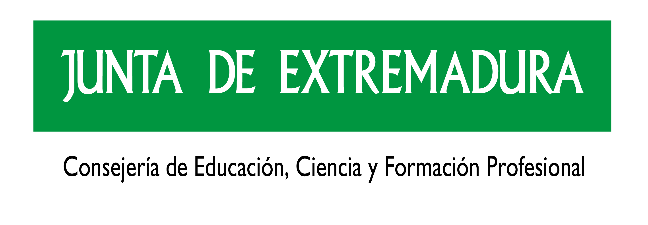 JUNTA DE EXTREMADURA
Consejería de Educación, Ciencia y Formación Profesional